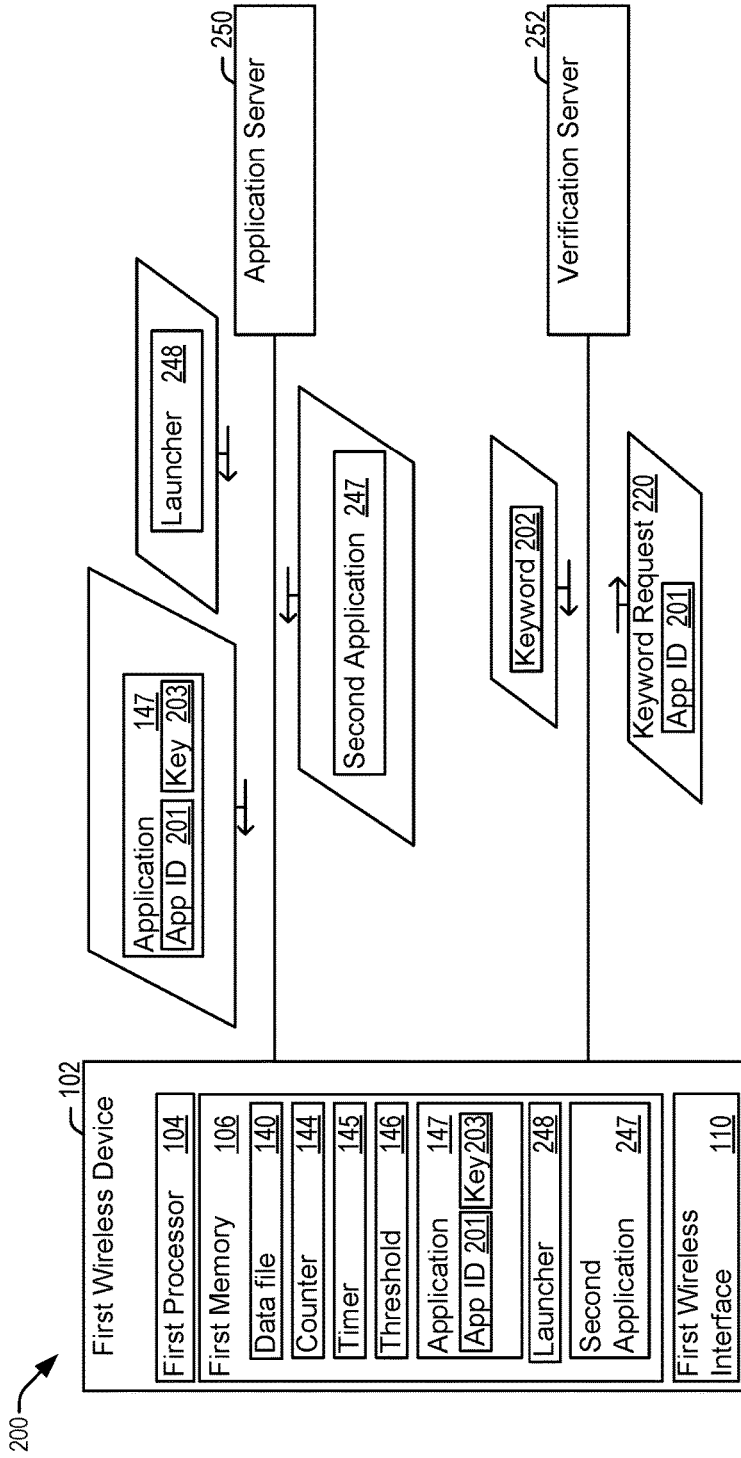 200
102
First Wireless Device
First Processor 104
First Memory 106
Data file 140
Counter 144
Timer 145
Threshold 146
Application 147
App ID 201 Key203
Launcher 248
Second
Application 247
First Wireless
Interface 110
Application 147
App ID 201 Key 203
Launcher 248
Second Application 247
Keyword 202
Keyword Request 220
App ID 201
250
Application Server
252
Verification Server